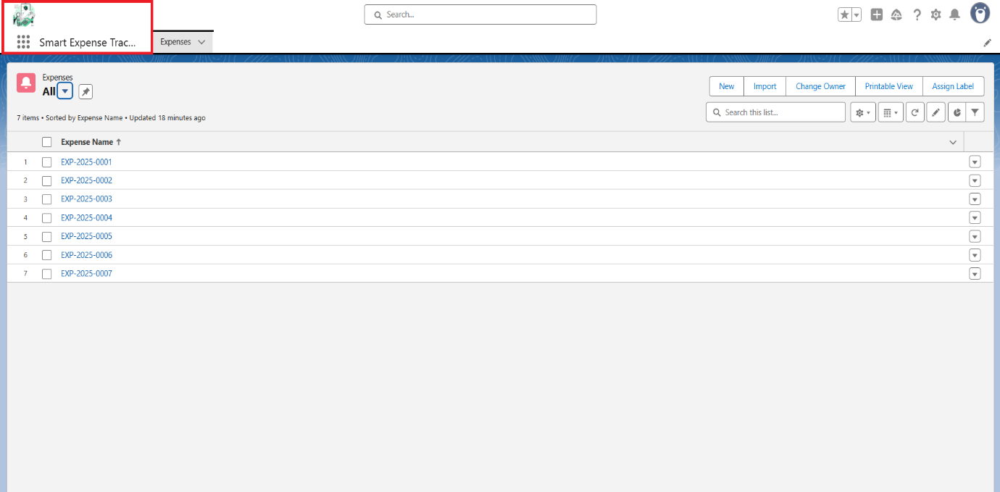 Search...
Smart Expense Trac...
Expenses
Expenses
All
New
Import
Change Owner
Printable View
Assign Label
7 items • Sorted by Expense Name • Updated 18 minutes ago
Search this list...
Expense Name ↑
1 EXP-2025-0001
2 EXP-2025-0002
3 EXP-2025-0003
4 EXP-2025-0004
5 EXP-2025-0005
6 EXP-2025-0006
7 EXP-2025-0007